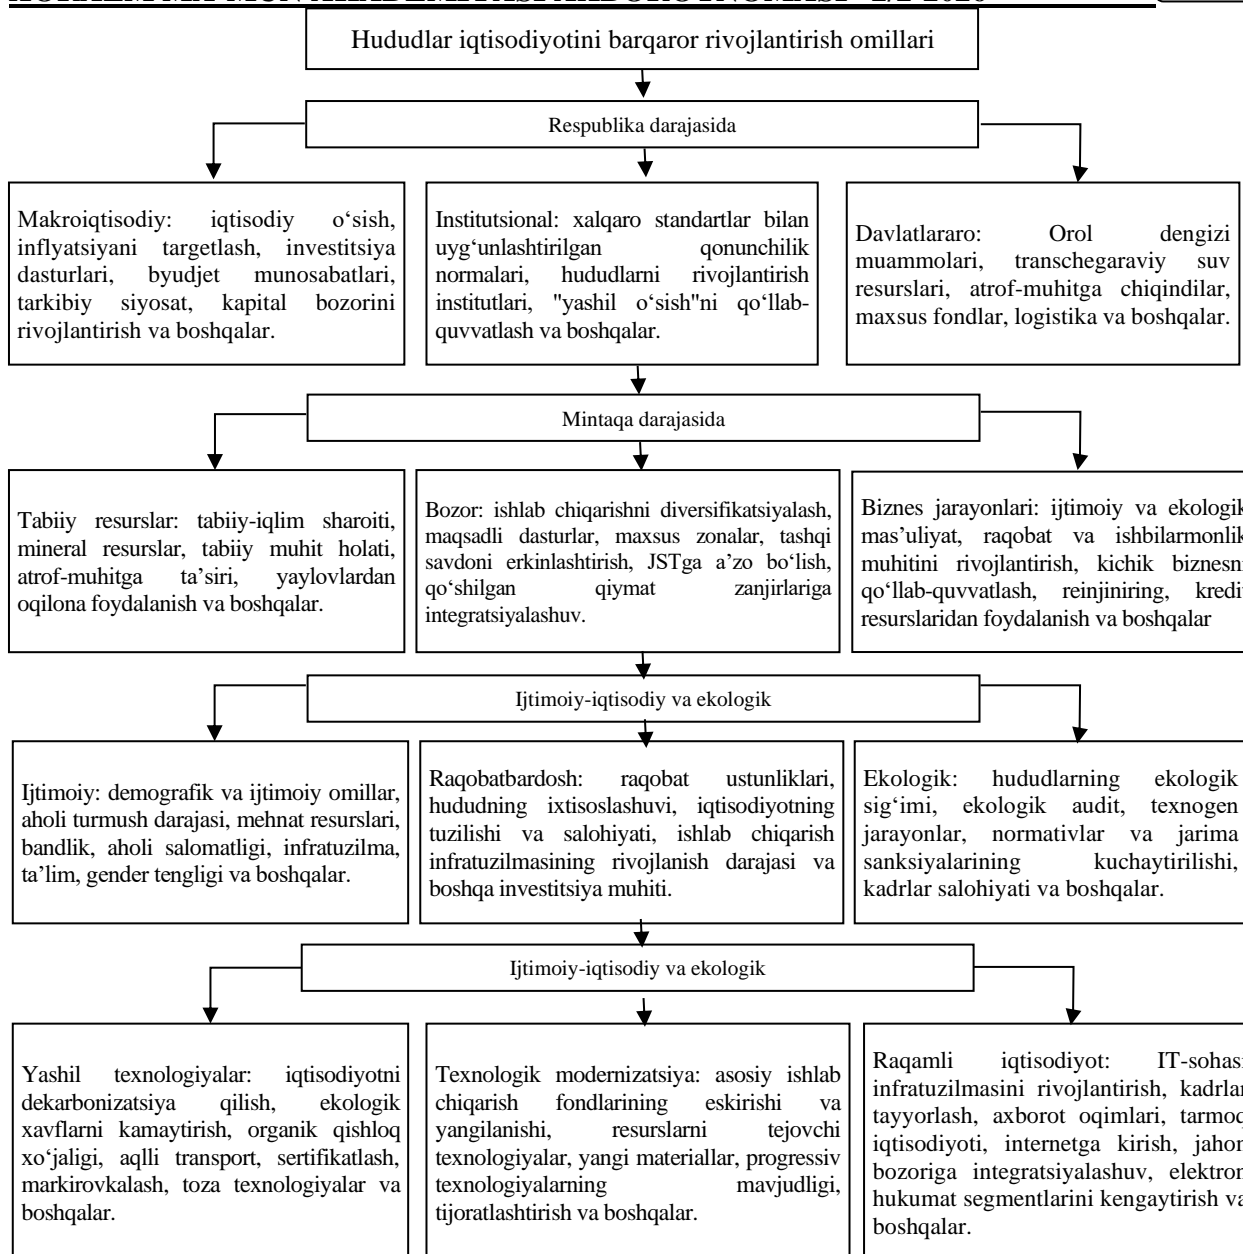 Hududlar iqtisodiyotini barqaror rivojlantirish omillari
Respublika darajasida
Makroiqtisodiy: iqtisodiy o‘sish,
inflyatsiyani targetlash, investitsiya
dasturlari, byudjet munosabatlari,
tarkibiy siyosat, kapital bozorini
rivojlantirish va boshqalar.
Institutsional: xalqaro standartlar bilan
uyg‘unlashtirilgan qonunchilik
normalari, hududlarni rivojlantirish
institutlari, "yashil o‘sish"ni qo‘llab-
quvvatlash va boshqalar.
Davlatlararo: Orol dengizi
muammolari, transchegaraviy suv
resurslari, atrof-muhitga chiqindilar,
maxsus fondlar, logistika va boshqalar.
Mintaqa darajasida
Tabiiy resurslar: tabiiy-iqlim sharoiti,
mineral resurslar, tabiiy muhit holati,
atrof-muhitga ta’siri, yaylovlardan
oqilona foydalanish va boshqalar.
Bozor: ishlab chiqarishni diversifikatsiyalash,
maqsadli dasturlar, maxsus zonalar, tashqi
savdoni erkinlashtirish, JSTga a’zo bo‘lish,
qo‘shilgan qiymat zanjirlariga
integratsiyalashuv.
Biznes jarayonlari: ijtimoiy va ekologik
mas’uliyat, raqobat va ishbilarmonlik
muhitini rivojlantirish, kichik biznesni
qo‘llab-quvvatlash, reinjiniring, kredit
resurslaridan foydalanish va boshqalar
Ijtimoiy-iqtisodiy va ekologik
Ijtimoiy: demografik va ijtimoiy omillar,
aholi turmush darajasi, mehnat resurslari,
bandlik, aholi salomatligi, infratuzilma,
ta’lim, gender tengligi va boshqalar.
Raqobatbardosh: raqobat ustunliklari,
hududning ixtisoslashuvi, iqtisodiyotning
tuzilishi va salohiyati, ishlab chiqarish
infratuzilmasining rivojlanish darajasi va
boshqa investitsiya muhiti.
Ekologik: hududlarning ekologik
sig‘imi, ekologik audit, texnogen
jarayonlar, normativlar va jarima
sanksiyalarining kuchaytirilishi,
kadrlar salohiyati va boshqalar.
Ijtimoiy-iqtisodiy va ekologik
Yashil texnologiyalar: iqtisodiyotni
dekarbonizatsiya qilish, ekologik
xavflarni kamaytirish, organik qishloq
xo‘jaligi, aqlli transport, sertifikatlash,
markirovkalash, toza texnologiyalar va
boshqalar.
Texnologik modernizatsiya: asosiy ishlab
chiqarish fondlarining eskirishi va
yangilanishi, resurslarni tejovchi
texnologiyalar, yangi materiallar, progressiv
texnologiyalarning mavjudligi,
tijoratlashtirish va boshqalar.
Raqamli iqtisodiyot: IT-sohasi
infratuzilmasini rivojlantirish, kadrlar
tayyorlash, axborot oqimlari, tarmoq
iqtisodiyoti, internetga kirish, jahon
bozoriga integratsiyalashuv, elektron
hukumat segmentlarini kengaytirish va
boshqalar.